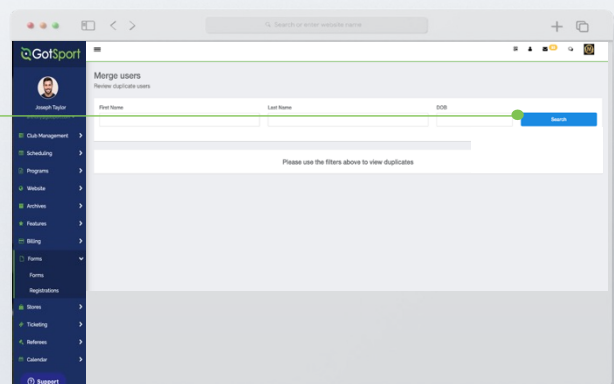 Search or enter website name
GotSport
Merge users
Review duplicate users
Joseph Taylor
First Name
Last Name
DOB
Search
Club Management
Scheduling
Please use the filters above to view duplicates
Programs
Website
Archives
Features
Billing
Forms
Forms
Registrations
Stores
Ticketing
Referees
Calendar
Support